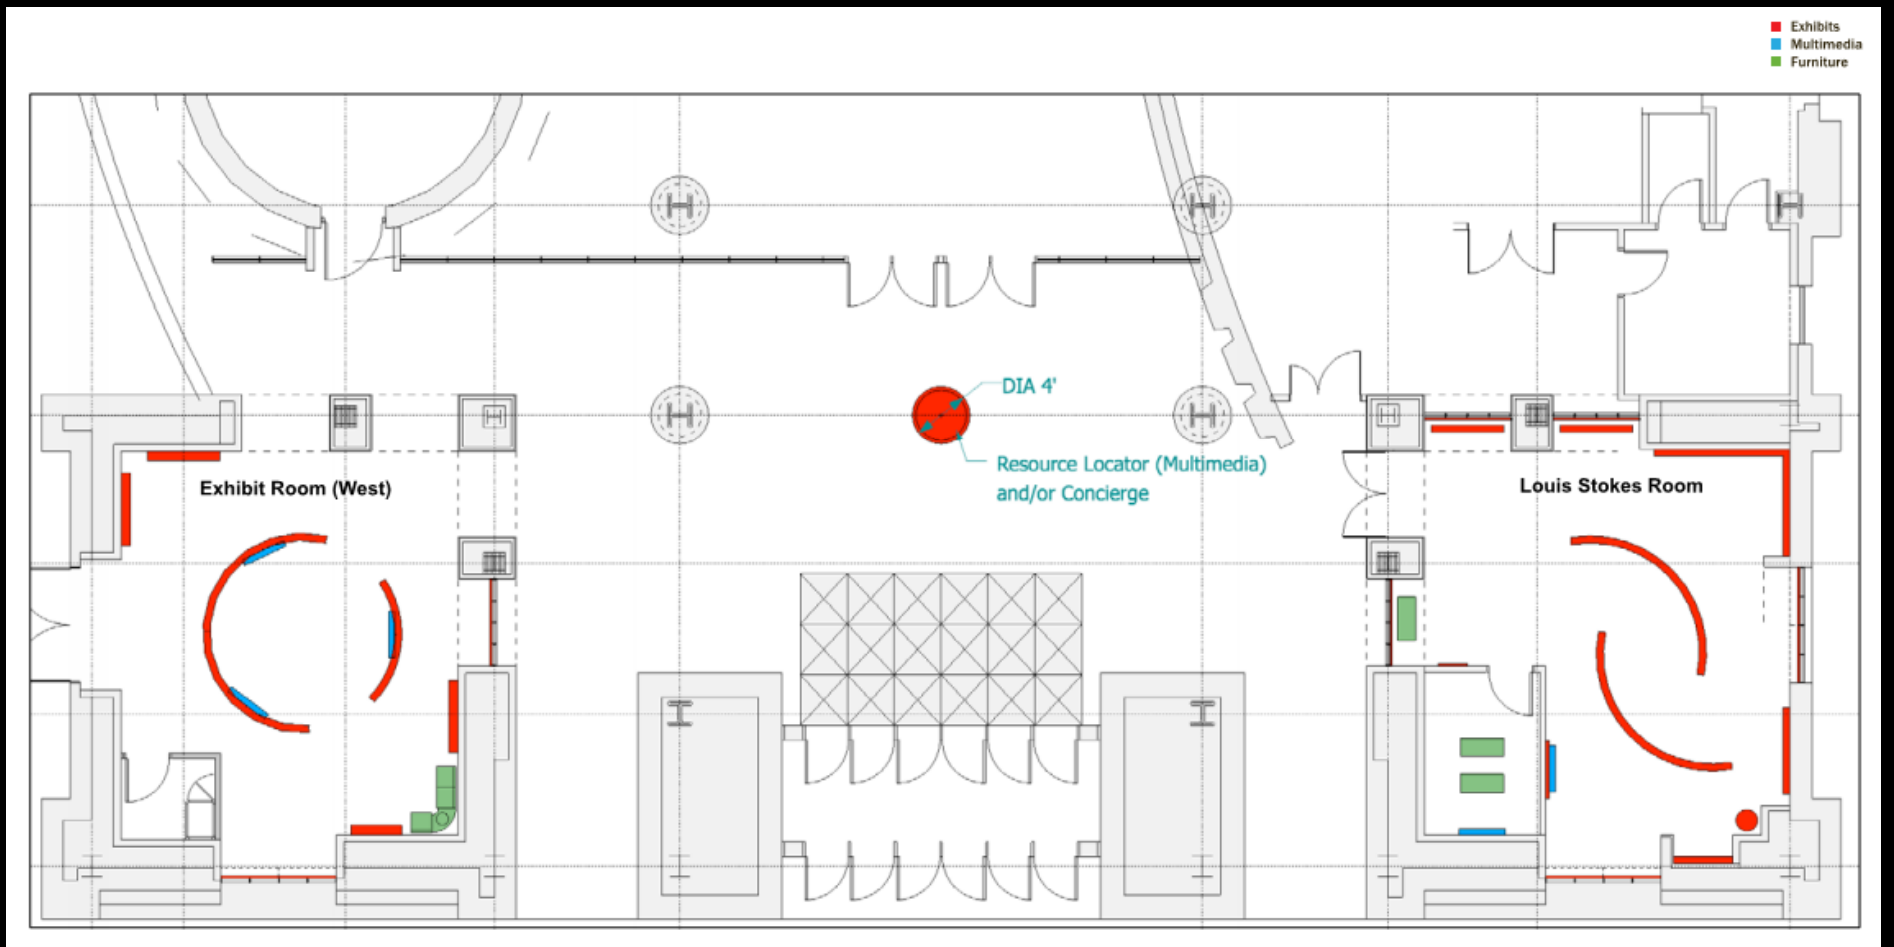 Exhibits
Multimedia
Furniture
DIA 4'
Resource Locator (Multimedia)
and/or Concierge
Exhibit Room (West)
Louis Stokes Room